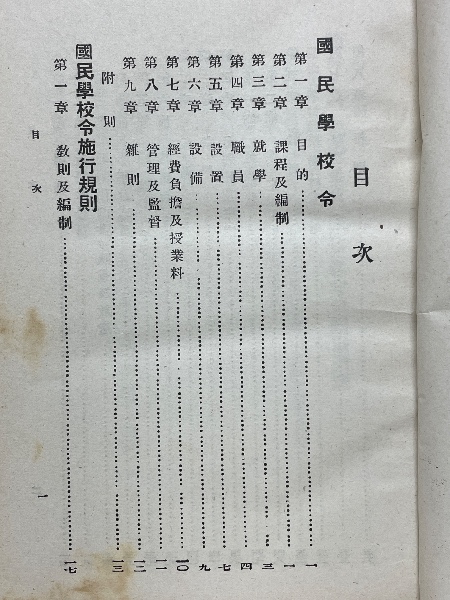 目次
國民學校令
第一章 目的……一
第二章 課程及編制……一
第三章 就學……三
第四章 職員……四
第五章 設置……七
第六章 設備……九
第七章 經費負擔及授業料……一〇
第八章 管理及監督……一一
第九章 雜則……一二
附則……一三
國民學校令施行規則
第一章 敎則及編制……一七
目次
一